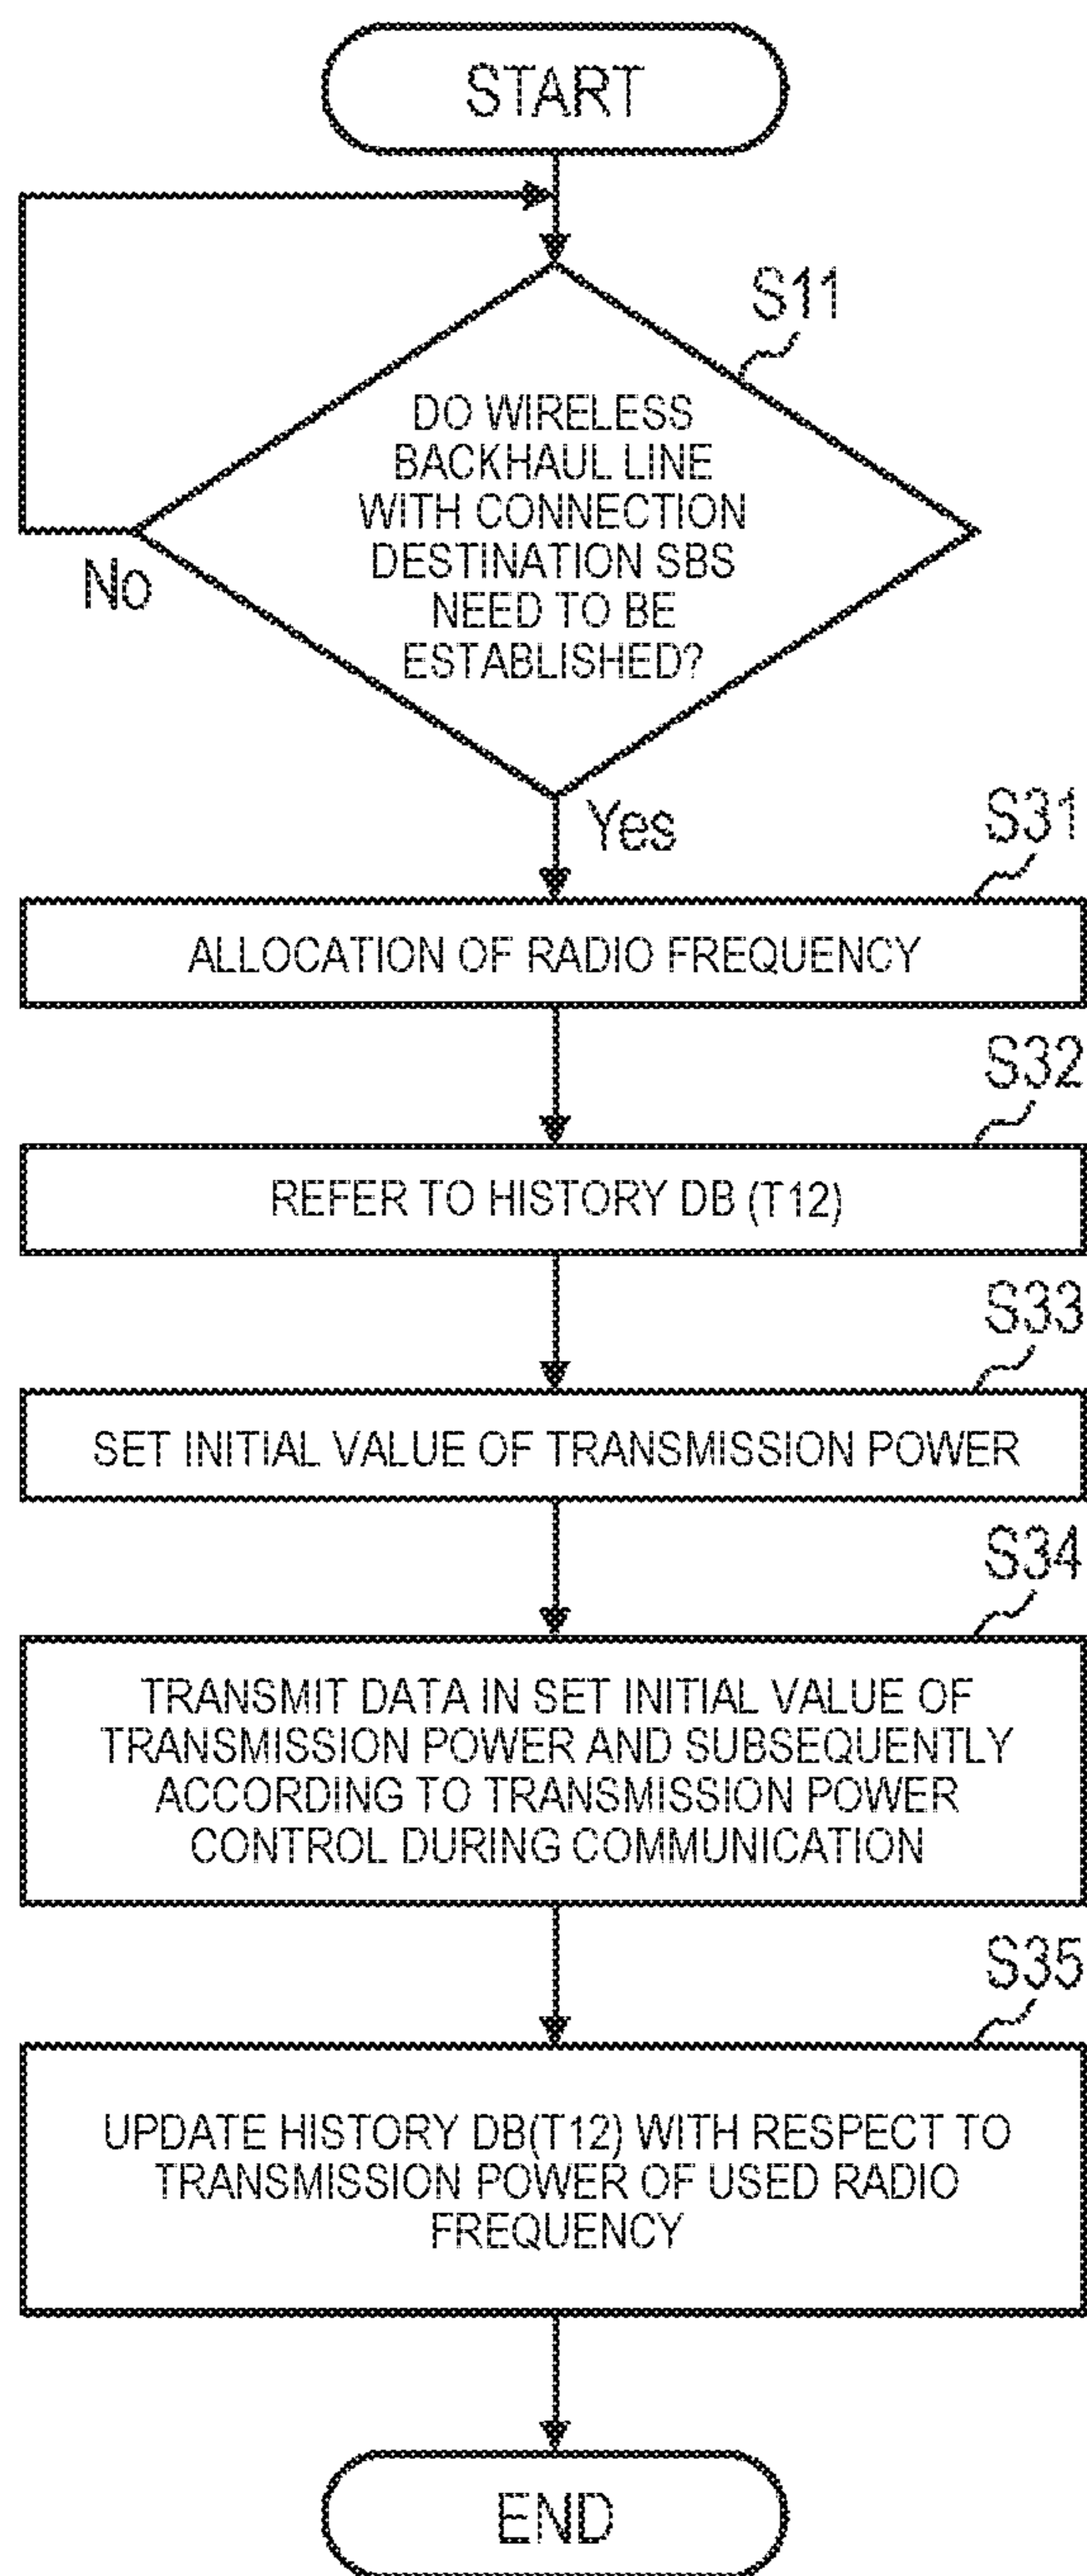 START
S11
DO WIRELESS
BACKHAUL LINE
WITH CONNECTION
DESTINATION SBS
NEED TO BE
ESTABLISHED?
No
Yes
S31
ALLOCATION OF RADIO FREQUENCY
S32
REFER TO HISTORY DB (T12)
S33
SET INITIAL VALUE OF TRANSMISSION POWER
S34
TRANSMIT DATA IN SET INITIAL VALUE OF
TRANSMISSION POWER AND SUBSEQUENTLY
ACCORDING TO TRANSMISSION POWER
CONTROL DURING COMMUNICATION
S35
UPDATE HISTORY DB(T12) WITH RESPECT TO
TRANSMISSION POWER OF USED RADIO
FREQUENCY
END